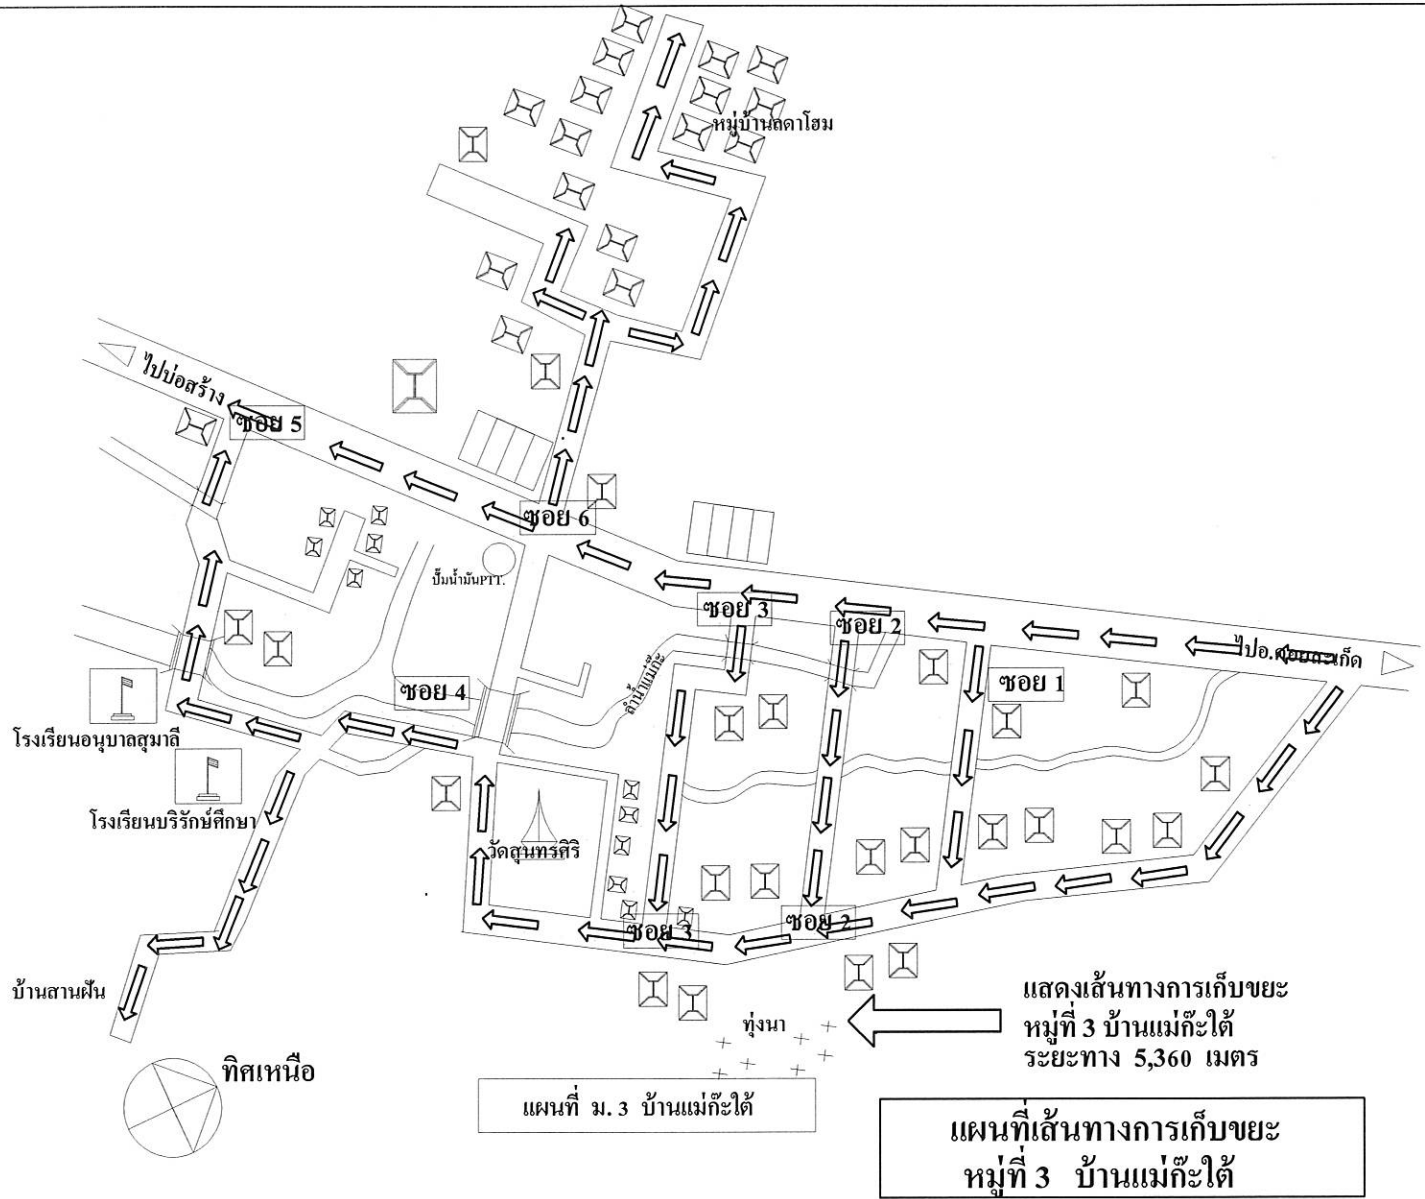 หมู่บ้านลดาโฮม
ไปบ่อสร้าง
ซอย 5
ซอย 6
ปั๊มน้ำมันPTT.
ซอย 3
ซอย 2
ไปอ.ดอยสะเก็ด
ลำน้ำแม่ก๊ะ
ซอย 4
ซอย 1
โรงเรียนอนุบาลสุมาลี
โรงเรียนบริรักษ์ศึกษา
วัดสุนทรศิริ
ซอย 3
ซอย 2
บ้านสานฝัน
ทุ่งนา
แสดงเส้นทางการเก็บขยะ
หมู่ที่ 3 บ้านแม่ก๊ะใต้
ระยะทาง 5,360 เมตร
ทิศเหนือ
แผนที่ ม. 3 บ้านแม่ก๊ะใต้
แผนที่เส้นทางการเก็บขยะ
หมู่ที่ 3 บ้านแม่ก๊ะใต้